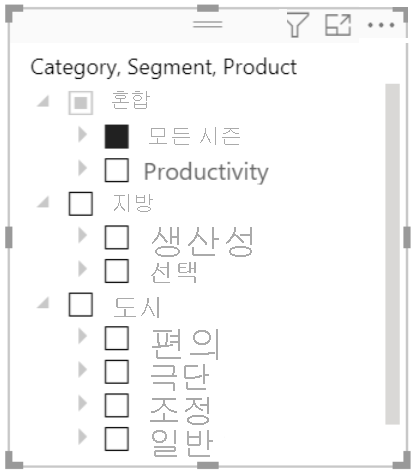 Category, Segment, Product
혼합
모든 시즌
Productivity
지방
생산성
선택
도시
편의
극단
조정
일반